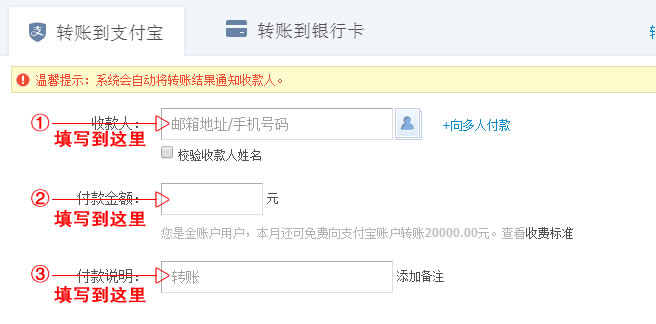 转账到支付宝 转账到银行卡 转
温馨提示：系统会自动将转账结果通知收款人。
① 收款人： 邮箱地址/手机号码 +向多人付款
填写到这里
校验收款人姓名
② 付款金额： 元
填写到这里
您是金账户用户，本月还可免费向支付宝账户转账20000.00元。查看收费标准
③ 付款说明： 转账 添加备注
填写到这里